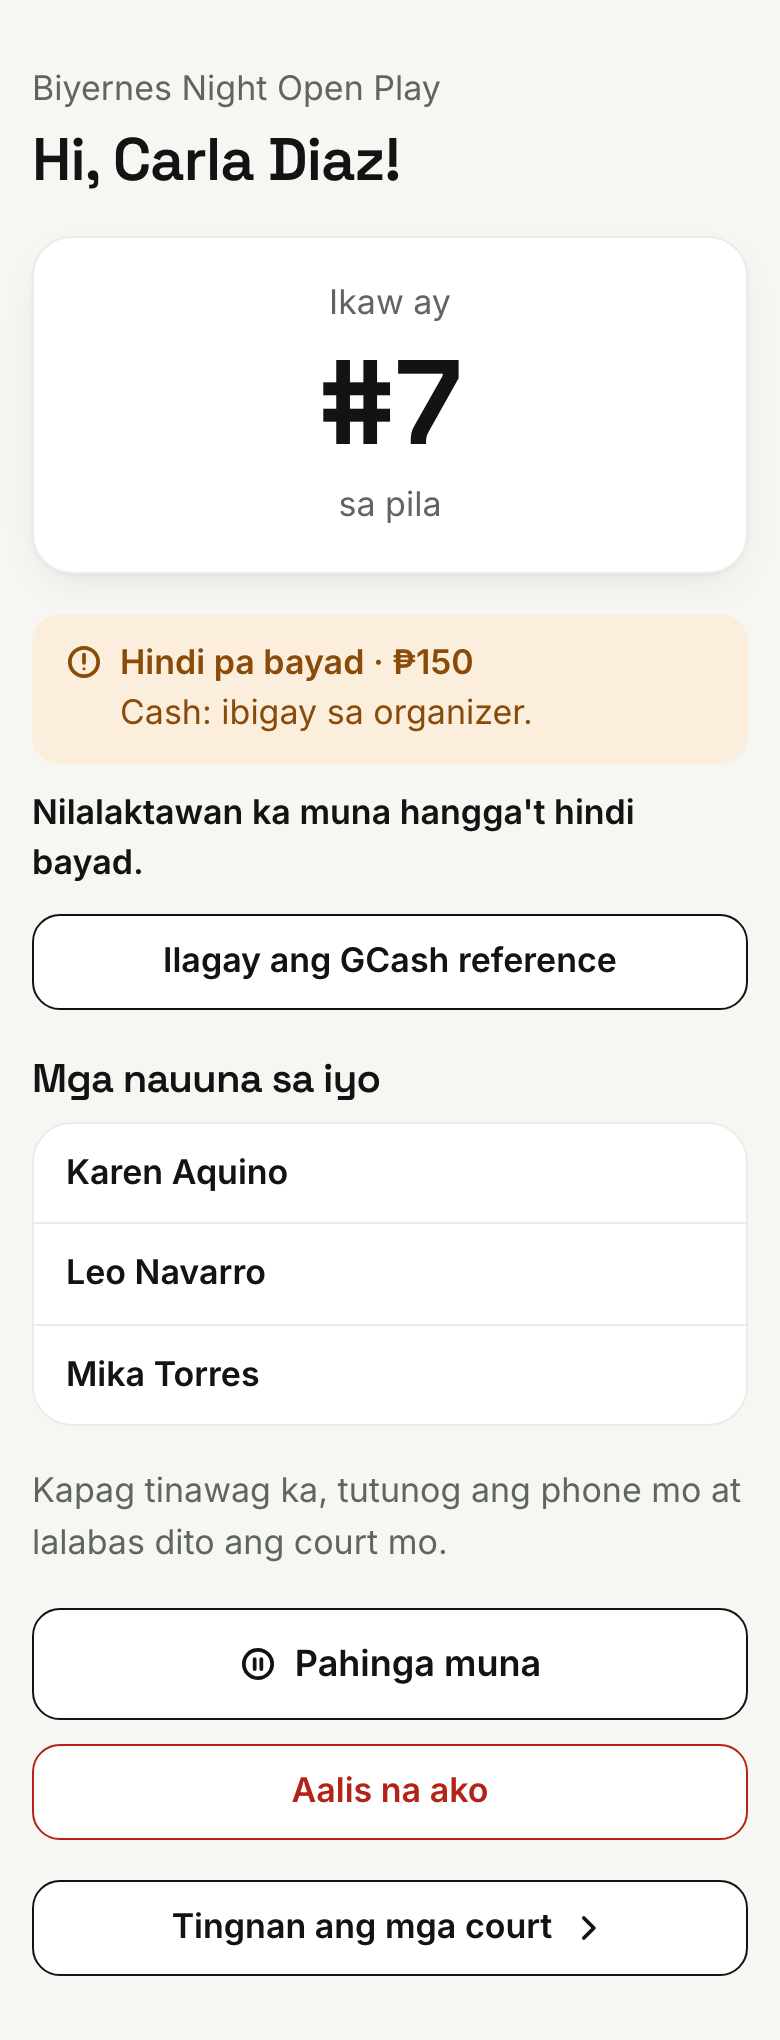 Biyernes Night Open Play
Hi, Carla Diaz!
Ikaw ay
#7
sa pila
Hindi pa bayad · ₱150
Cash: ibigay sa organizer.
Nilalaktawan ka muna hangga't hindi
bayad.
Ilagay ang GCash reference
Mga nauuna sa iyo
Karen Aquino
Leo Navarro
Mika Torres
Kapag tinawag ka, tutunog ang phone mo at
lalabas dito ang court mo.
Pahinga muna
Aalis na ako
Tingnan ang mga court